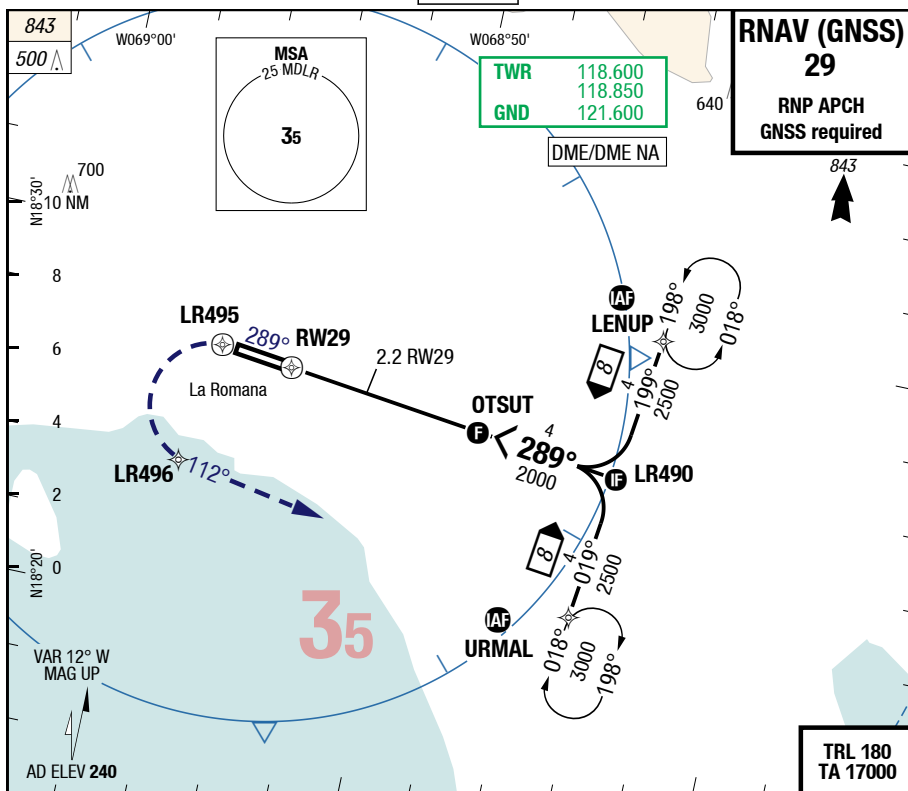 843
500
W069°00'
W068°50'
MSA
25 MDLR
35
TWR 118.600
118.850
GND 121.600
DME/DME NA
RNAV (GNSS)
29
RNP APCH
GNSS required
640
843
700
N18°30'
10 NM
8
6
4
2
0
N18°20'
LR495
289°
RW29
2.2 RW29
La Romana
LR496
112°
OTSUT
F
4
289°
2000
IAF
LENUP
198°
3000
018°
8
4
199°
2500
IF
LR490
8
4
019°
2500
IAF
URMAL
018°
3000
198°
35
VAR 12° W
MAG UP
AD ELEV 240
TRL 180
TA 17000